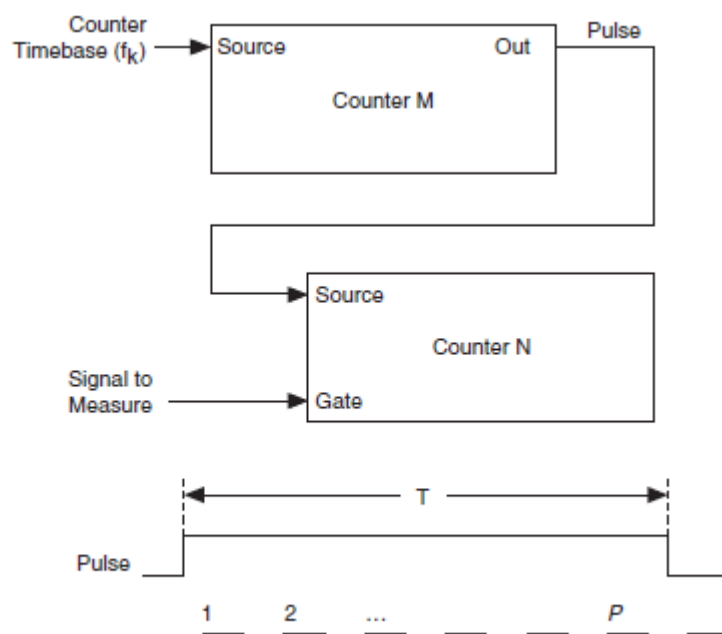 Counter
Timebase (fk)
Source
Out
Pulse
Counter M
Source
Counter N
Signal to
Measure
Gate
T
Pulse
1 2 ... P